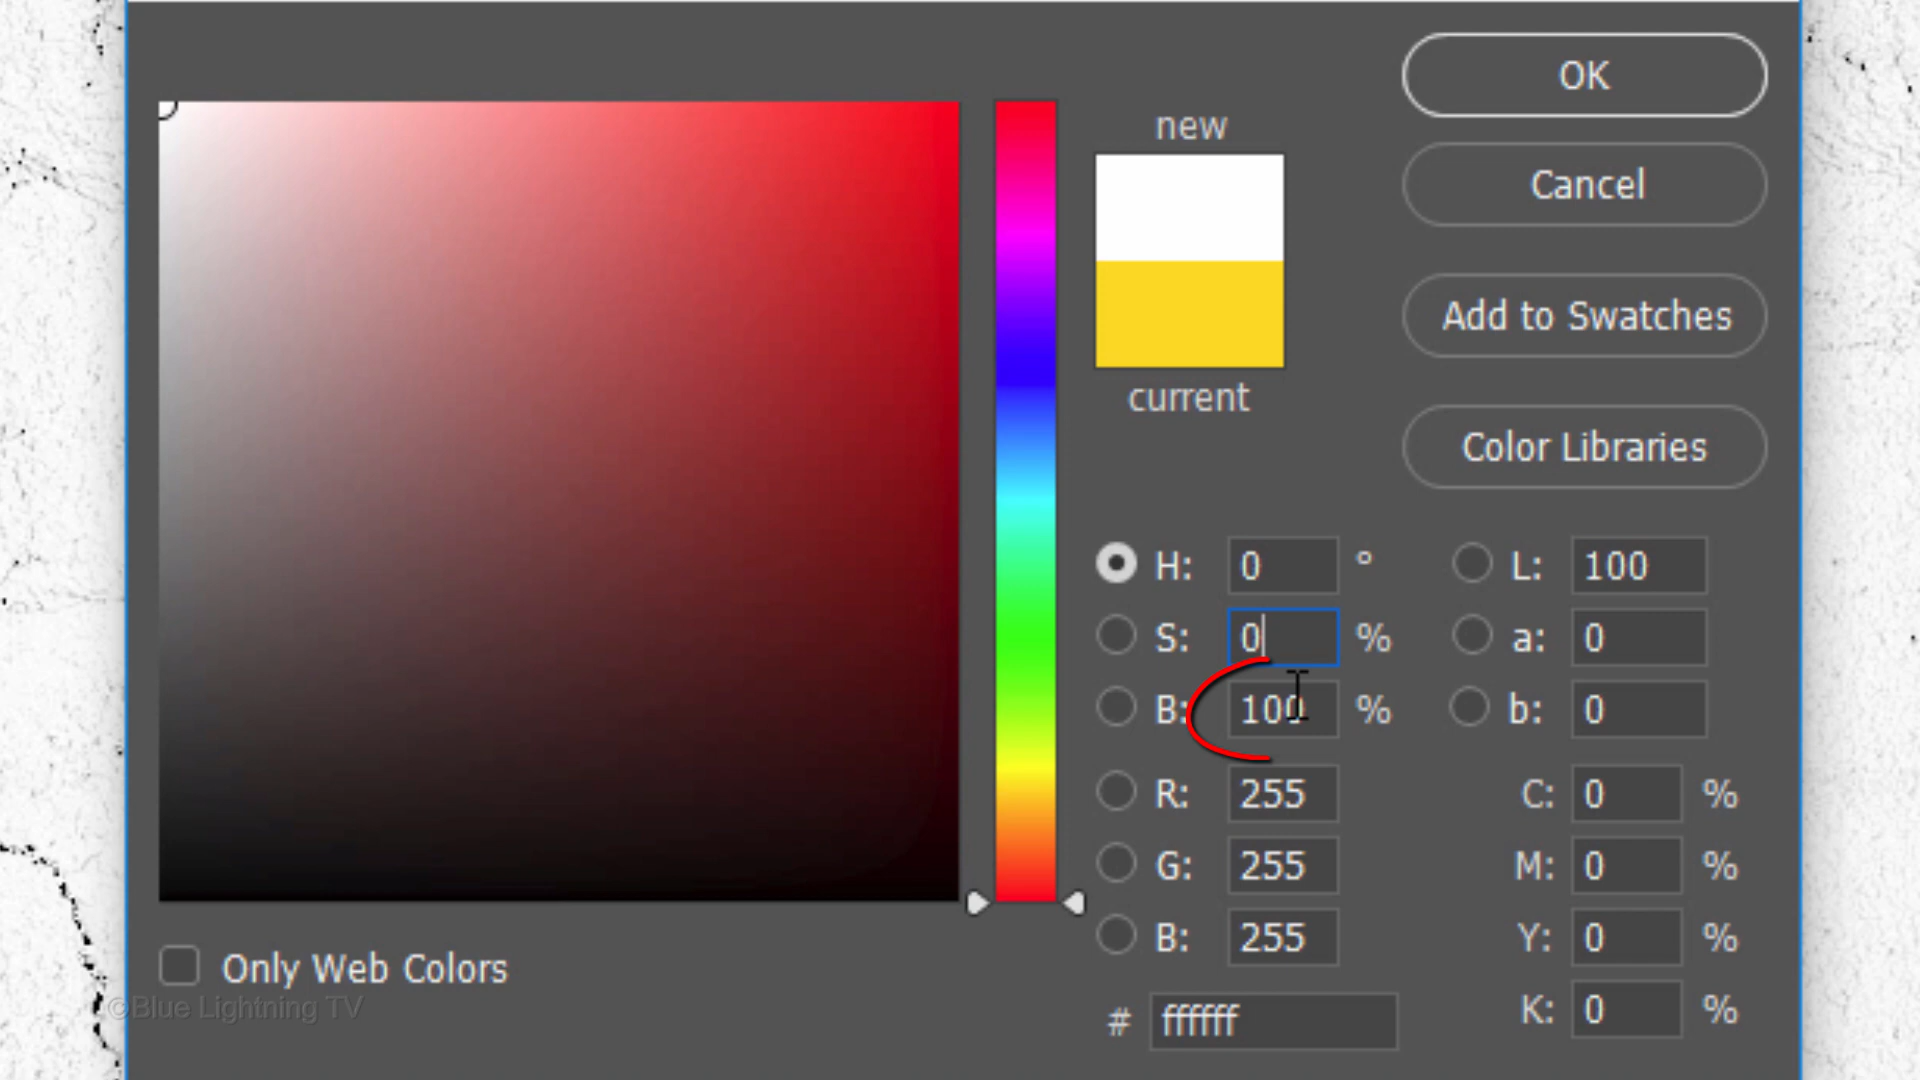 OK
new
Cancel
Add to Swatches
current
Color Libraries
H: 0 ° L: 100
S: 0 % a: 0
B: 100 % b: 0
R: 255 C: 0 %
G: 255 M: 0 %
B: 255 Y: 0 %
Only Web Colors
©Blue Lightning TV
# ffffff K: 0 %